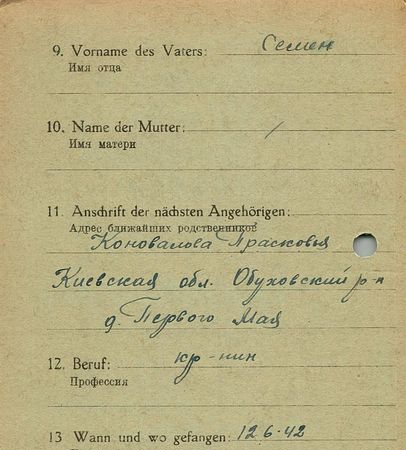 9. Vorname des Vaters: Семен
Имя отца
10. Name der Mutter: /
Имя матери
11. Anschrift der nächsten Angehörigen:
Адрес ближайших родственников
Коновалова Прасковья
Киевская обл. Обуховский р-н
д. Первого Мая
12. Beruf: кр-нин
Профессия
13 Wann und wo gefangen: 12.6.42